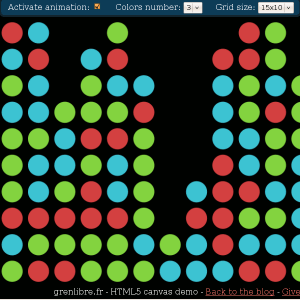 Activate animation: Colors number: 3 Grid size: 15x10
grenlibre.fr - HTML5 canvas demo - Back to the blog - Give